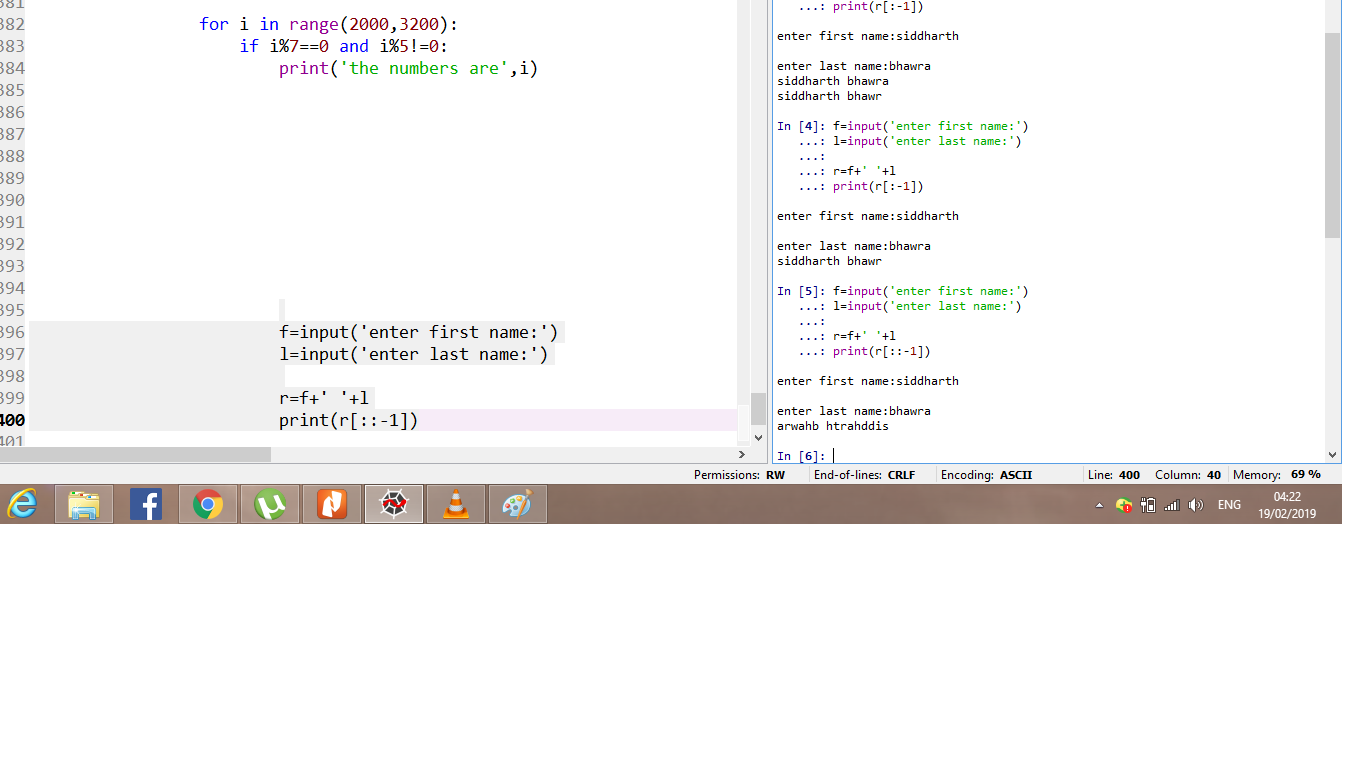 381
382 for i in range(2000,3200):
383 if i%7==0 and i%5!=0:
384 print('the numbers are',i)
385
386
387
388
389
390
391
392
393
394
395
396 f=input('enter first name:')
397 l=input('enter last name:')
398
399 r=f+' '+l
400 print(r[::-1])
401
...: print(r[:-1])
enter first name:siddharth
enter last name:bhawra
siddharth bhawra
siddharth bhawr
In [4]: f=input('enter first name:')
...: l=input('enter last name:')
...:
...: r=f+' '+l
...: print(r[:-1])
enter first name:siddharth
enter last name:bhawra
siddharth bhawr
In [5]: f=input('enter first name:')
...: l=input('enter last name:')
...:
...: r=f+' '+l
...: print(r[::-1])
enter first name:siddharth
enter last name:bhawra
arwahb htrahddis
In [6]:
Permissions: RW End-of-lines: CRLF Encoding: ASCII Line: 400 Column: 40 Memory: 69 %
ENG
04:22
19/02/2019